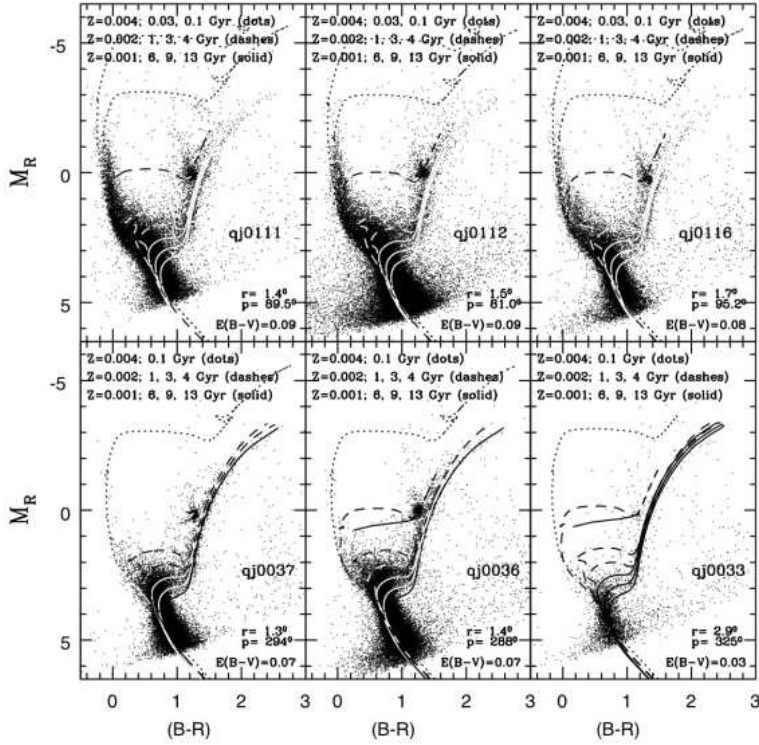 Z=0.004; 0.03, 0.1 Gyr (dots)
Z=0.002; 1, 3, 4 Gyr (dashes)
Z=0.001; 6, 9, 13 Gyr (solid)
qj0111
r= 1.4°
p= 89.5°
E(B-V)=0.09
Z=0.004; 0.03, 0.1 Gyr (dots)
Z=0.002; 1, 3, 4 Gyr (dashes)
Z=0.001; 6, 9, 13 Gyr (solid)
qj0112
r= 1.5°
p= 81.0°
E(B-V)=0.09
Z=0.004; 0.03, 0.1 Gyr (dots)
Z=0.002; 1, 3, 4 Gyr (dashes)
Z=0.001; 6, 9, 13 Gyr (solid)
qj0116
r= 1.7°
p= 95.2°
E(B-V)=0.08
-5
0
5
M_R
Z=0.004; 0.1 Gyr (dots)
Z=0.002; 1, 3, 4 Gyr (dashes)
Z=0.001; 6, 9, 13 Gyr (solid)
qj0037
r= 1.3°
p= 294°
E(B-V)=0.07
Z=0.004; 0.1 Gyr (dots)
Z=0.002; 1, 3, 4 Gyr (dashes)
Z=0.001; 6, 9, 13 Gyr (solid)
qj0036
r= 1.4°
p= 288°
E(B-V)=0.07
Z=0.004; 0.1 Gyr (dots)
Z=0.002; 1, 3, 4 Gyr (dashes)
Z=0.001; 6, 9, 13 Gyr (solid)
qj0033
r= 2.9°
p= 325°
E(B-V)=0.03
-5
0
5
M_R
0 1 2 3 0 1 2 3 0 1 2 3
(B-R) (B-R) (B-R)